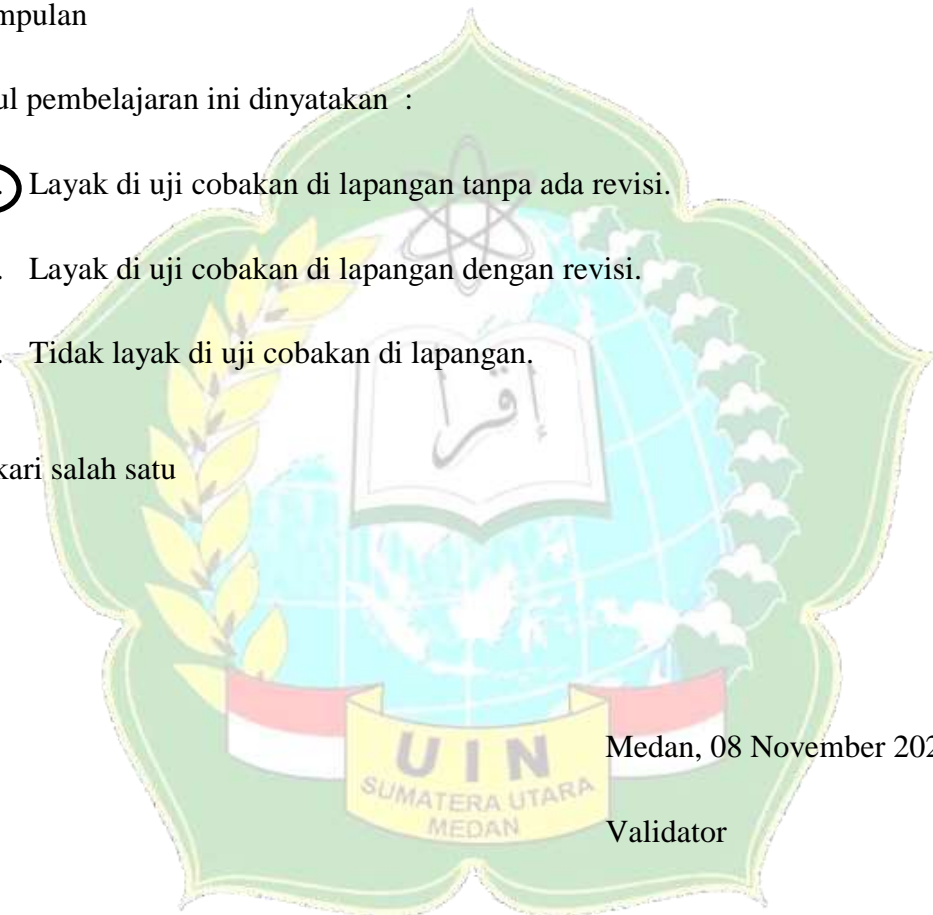 mpulan
ul pembelajaran ini dinyatakan :
. Layak di uji cobakan di lapangan tanpa ada revisi.
. Layak di uji cobakan di lapangan dengan revisi.
. Tidak layak di uji cobakan di lapangan.
kari salah satu
إقرأ
UIN
SUMATERA UTARA
MEDAN
Medan, 08 November 202
Validator